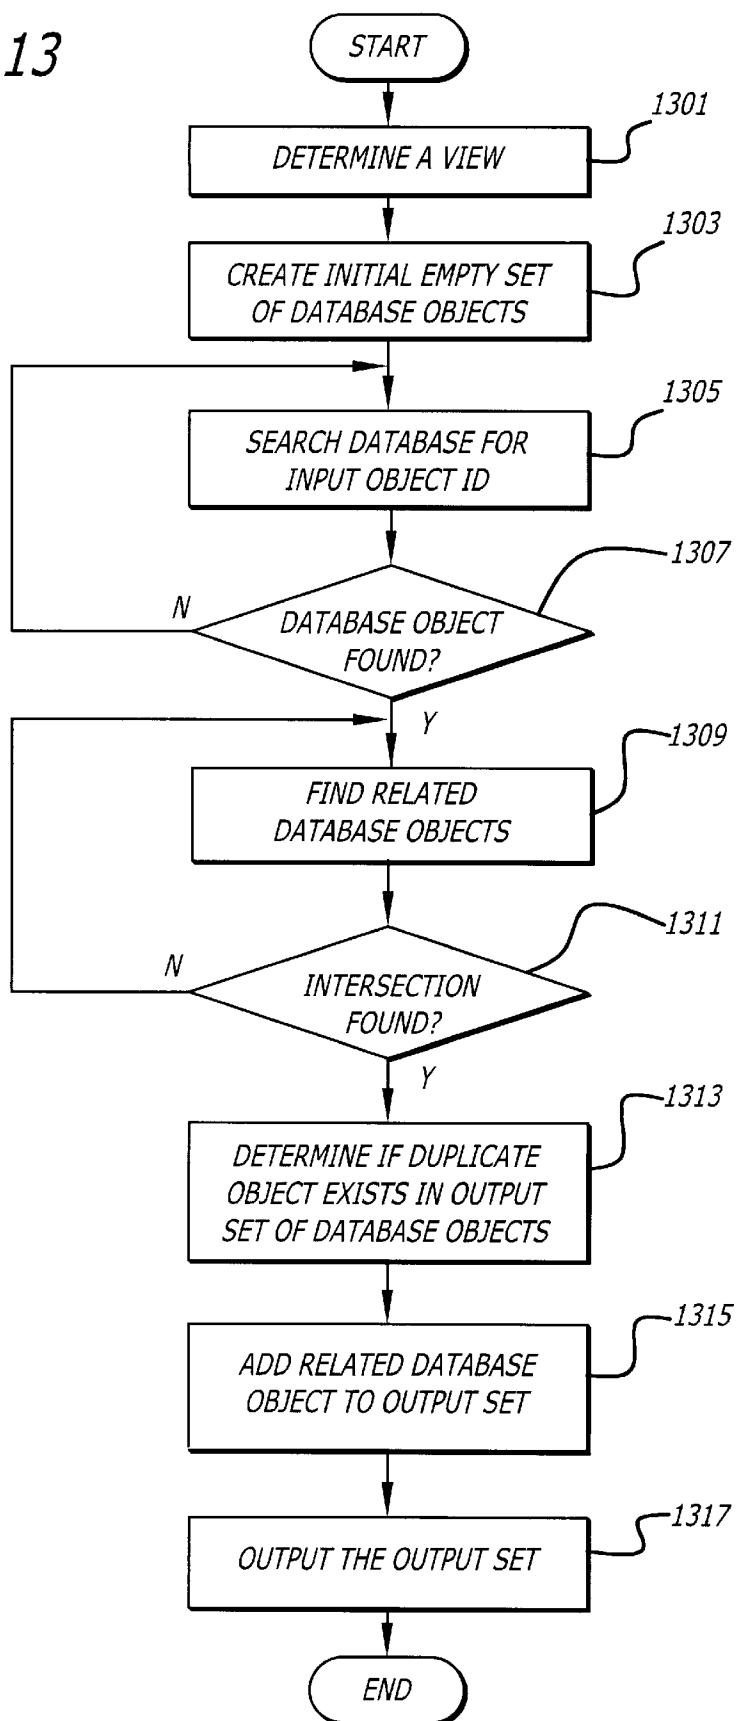 13
START
1301
DETERMINE A VIEW
1303
CREATE INITIAL EMPTY SET
OF DATABASE OBJECTS
1305
SEARCH DATABASE FOR
INPUT OBJECT ID
1307
N
DATABASE OBJECT
FOUND?
Y
1309
FIND RELATED
DATABASE OBJECTS
1311
N
INTERSECTION
FOUND?
Y
1313
DETERMINE IF DUPLICATE
OBJECT EXISTS IN OUTPUT
SET OF DATABASE OBJECTS
1315
ADD RELATED DATABASE
OBJECT TO OUTPUT SET
1317
OUTPUT THE OUTPUT SET
END